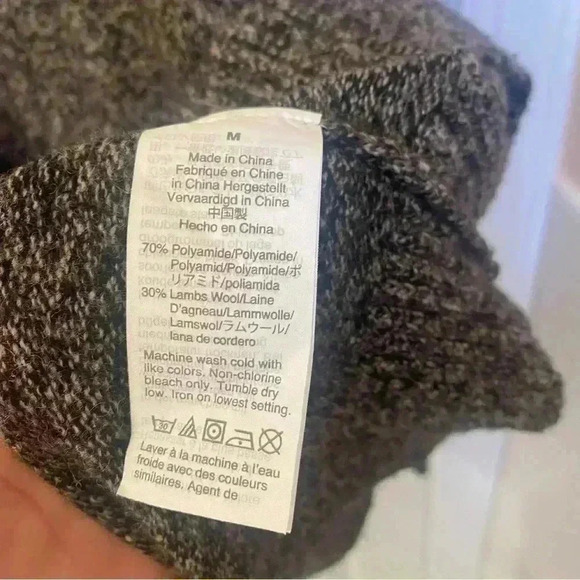 M
Made in China
Fabriqué en Chine
in China Hergestellt
Vervaardigd in China
中国製
Hecho en China
70% Polyamide/Polyamide/
Polyamid/Polyamide/ポ
リアミド/poliamida
30% Lambs Wool/Laine
D'agneau/Lammwolle/
Lamswol/ラムウール/
lana de cordero
Machine wash cold with
like colors. Non-chlorine
bleach only. Tumble dry
low. Iron on lowest setting.
30
Laver à la machine à l'eau
froide avec des couleurs
similaires. Agent de